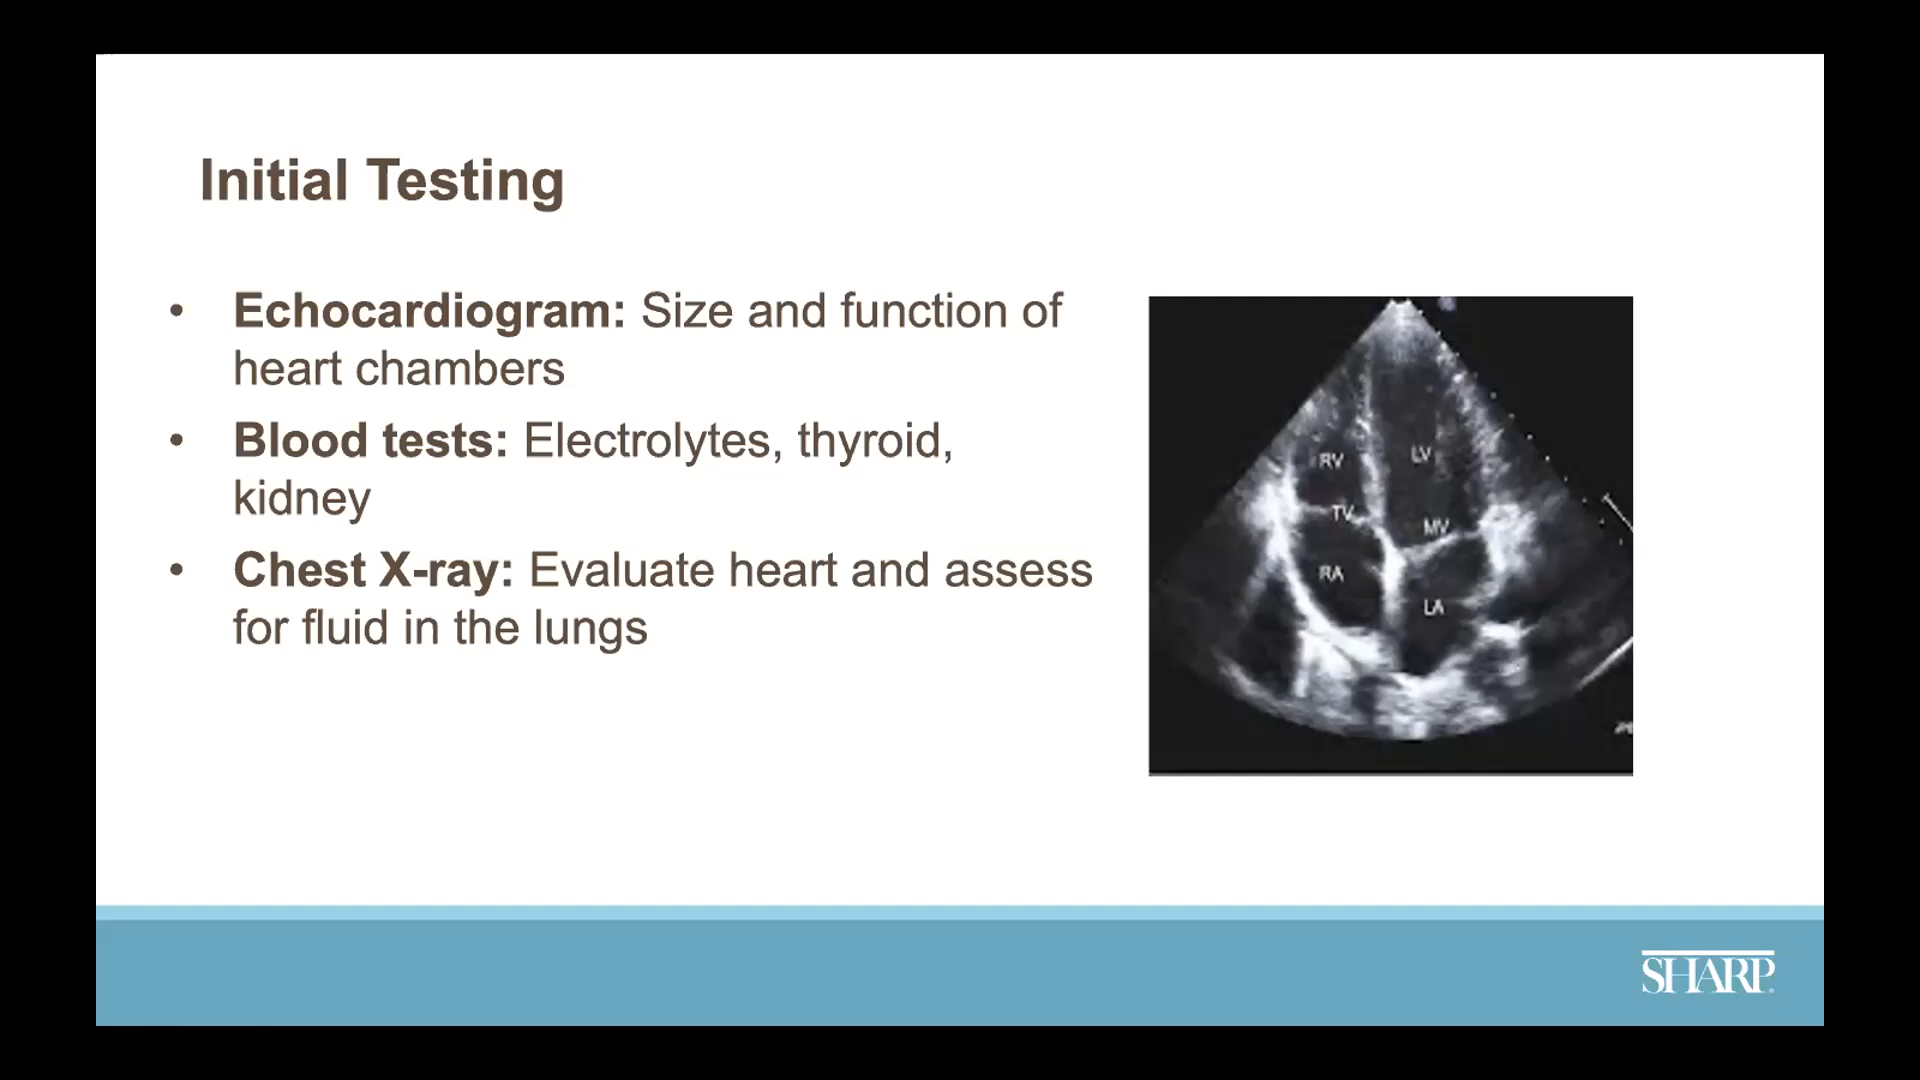 Initial Testing
• Echocardiogram: Size and function of
heart chambers
• Blood tests: Electrolytes, thyroid,
kidney
• Chest X-ray: Evaluate heart and assess
for fluid in the lungs
RV LV
TV MV
RA
LA
SHARP